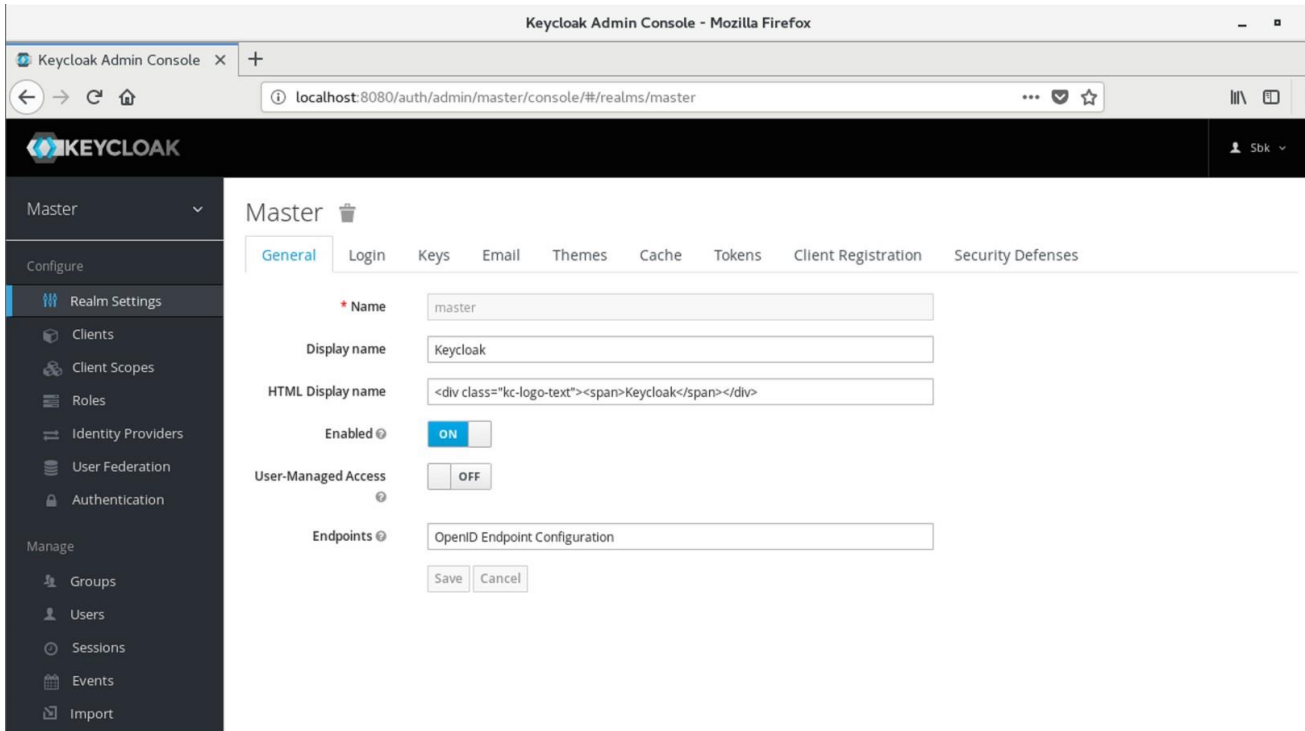 Keycloak Admin Console - Mozilla Firefox
Keycloak Admin Console
localhost:8080/auth/admin/master/console/#/realms/master
KEYCLOAK
Sbk
Master
Configure
Realm Settings
Clients
Client Scopes
Roles
Identity Providers
User Federation
Authentication
Manage
Groups
Users
Sessions
Events
Import
Master
General Login Keys Email Themes Cache Tokens Client Registration Security Defenses
* Name master
Display name Keycloak
HTML Display name <div class="kc-logo-text"><span>Keycloak</span></div>
Enabled ON
User-Managed Access OFF
Endpoints OpenID Endpoint Configuration
Save Cancel